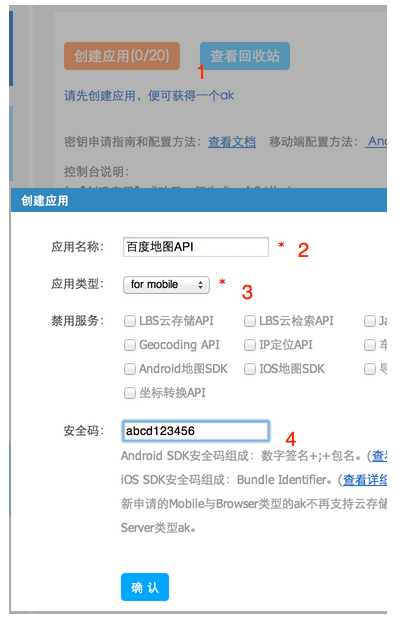 创建应用(0/20) 查看回收站
1
请先创建应用，便可获得一个ak
密钥申请指南和配置方法：查看文档 移动端配置方法：And
控制台说明：
创建应用
应用名称： 百度地图API * 2
应用类型： for mobile * 3
禁用服务： LBS云存储API LBS云检索API Ja
Geocoding API IP定位API 车
Android地图SDK IOS地图SDK 导
坐标转换API
安全码： abcd123456 4
Android SDK安全码组成：数字签名+;+包名。(查看
iOS SDK安全码组成：Bundle Identifier。(查看详细
新申请的Mobile与Browser类型的ak不再支持云存储
Server类型ak。
确 认